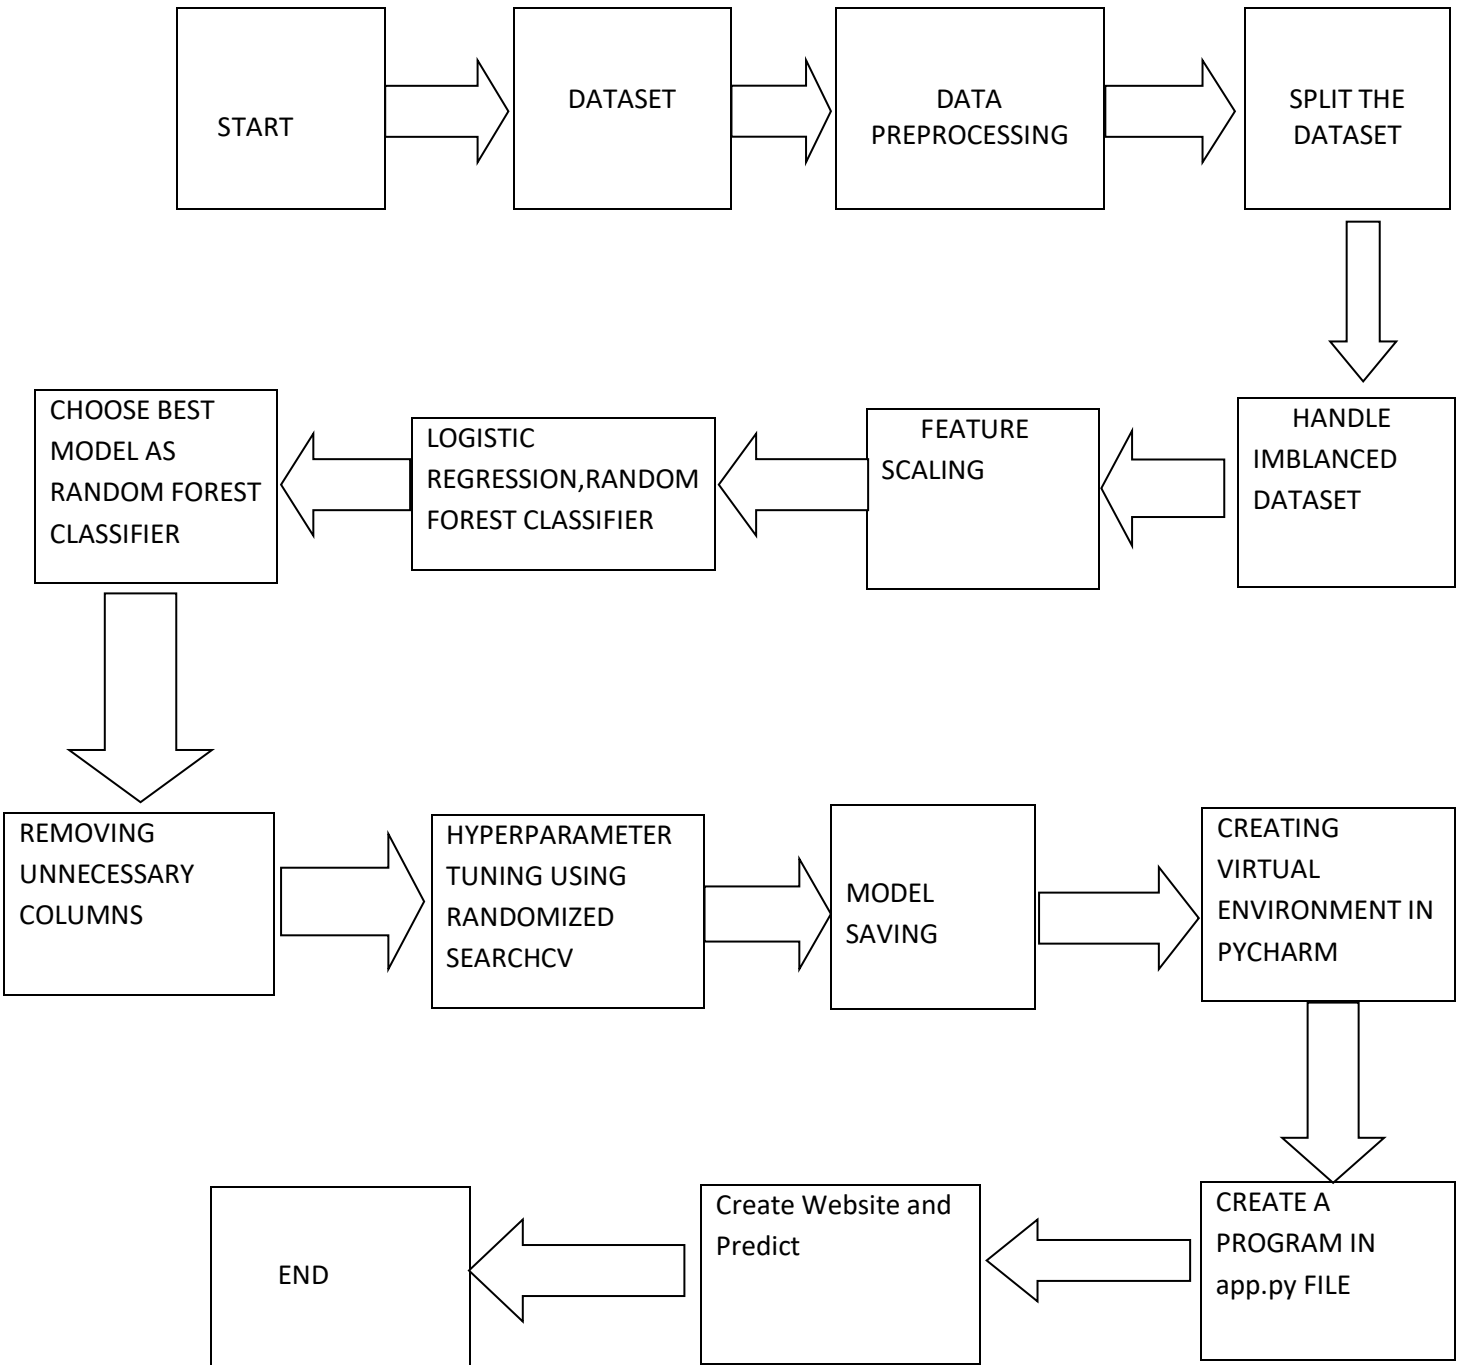 START
DATASET
DATA
PREPROCESSING
SPLIT THE
DATASET
HANDLE
IMBLANCED
DATASET
FEATURE
SCALING
LOGISTIC
REGRESSION,RANDOM
FOREST CLASSIFIER
CHOOSE BEST
MODEL AS
RANDOM FOREST
CLASSIFIER
REMOVING
UNNECESSARY
COLUMNS
HYPERPARAMETER
TUNING USING
RANDOMIZED
SEARCHCV
MODEL
SAVING
CREATING
VIRTUAL
ENVIRONMENT IN
PYCHARM
CREATE A
PROGRAM IN
app.py FILE
Create Website and
Predict
END